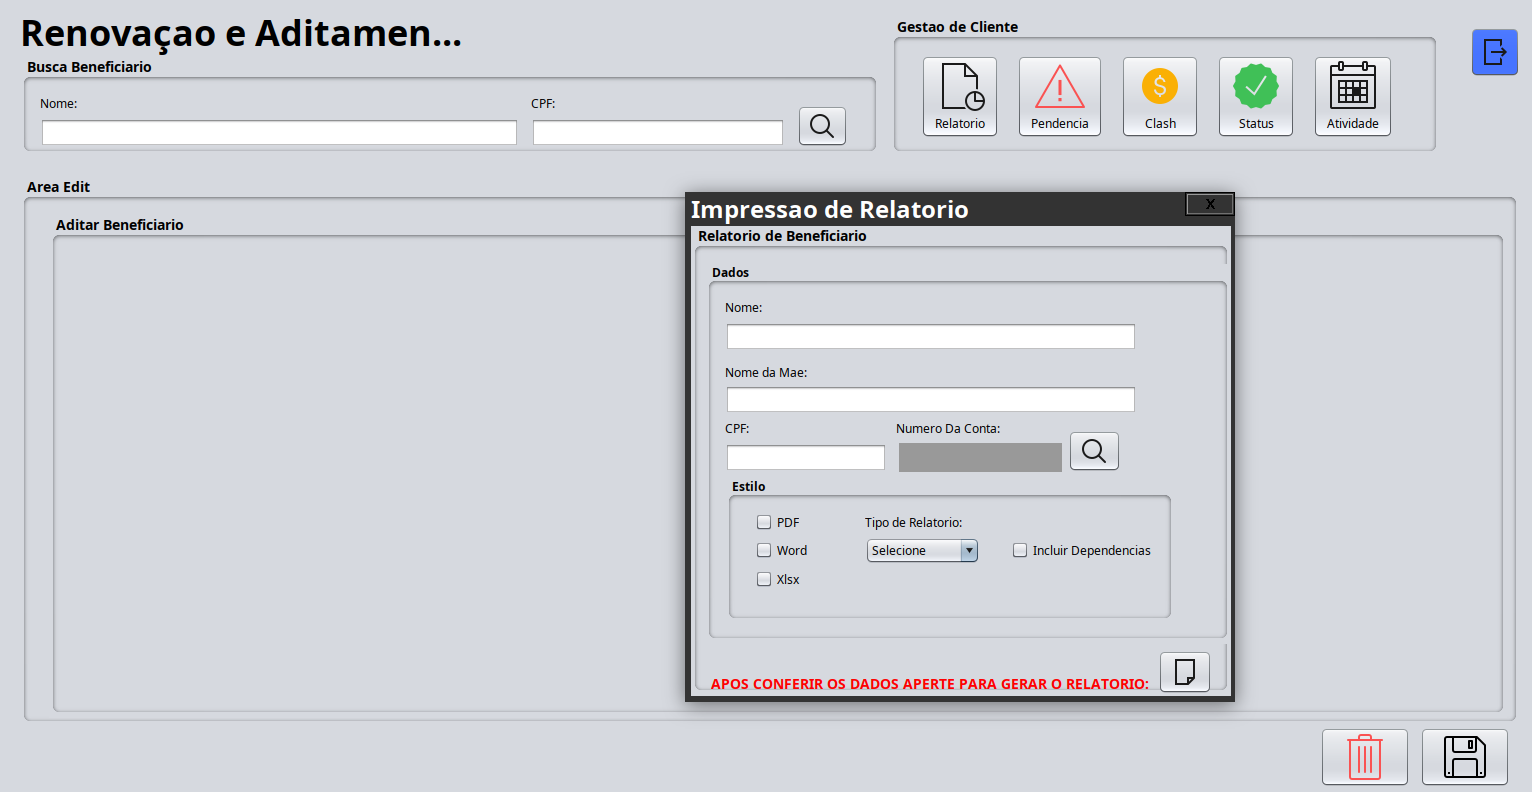 Renovaçao e Aditamen...
Busca Beneficiario
Nome:
CPF:
Gestao de Cliente
Relatorio
Pendencia
$
Clash
Status
Atividade
Area Edit
Aditar Beneficiario
Impressao de Relatorio
X
Relatorio de Beneficiario
Dados
Nome:
Nome da Mae:
CPF:
Numero Da Conta:
Estilo
PDF
Tipo de Relatorio:
Word
Selecione
Incluir Dependencias
Xlsx
APOS CONFERIR OS DADOS APERTE PARA GERAR O RELATORIO: